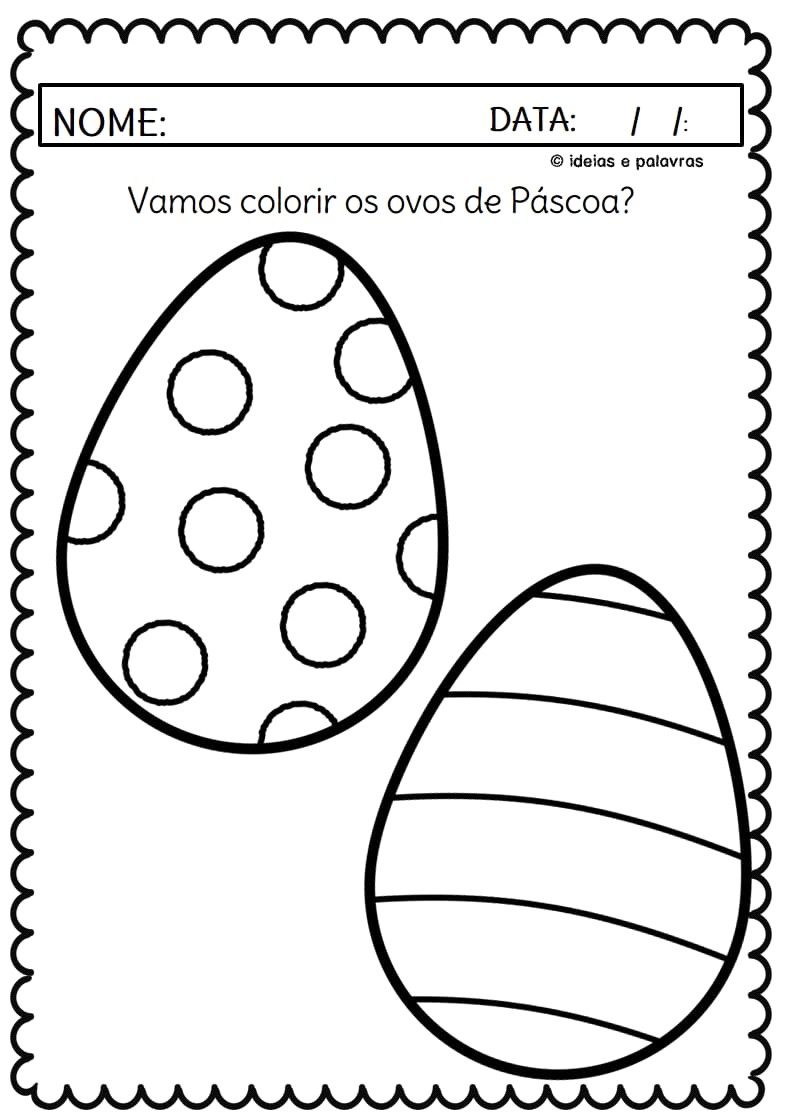 NOME: DATA: / /:
© ideias e palavras
Vamos colorir os ovos de Páscoa?